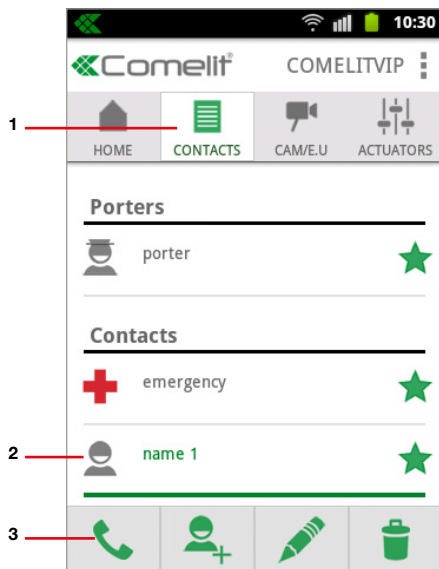 10:30
Comelit® COMELITVIP
1
HOME CONTACTS CAM/E.U ACTUATORS
Porters
porter
Contacts
emergency
2 name 1
3